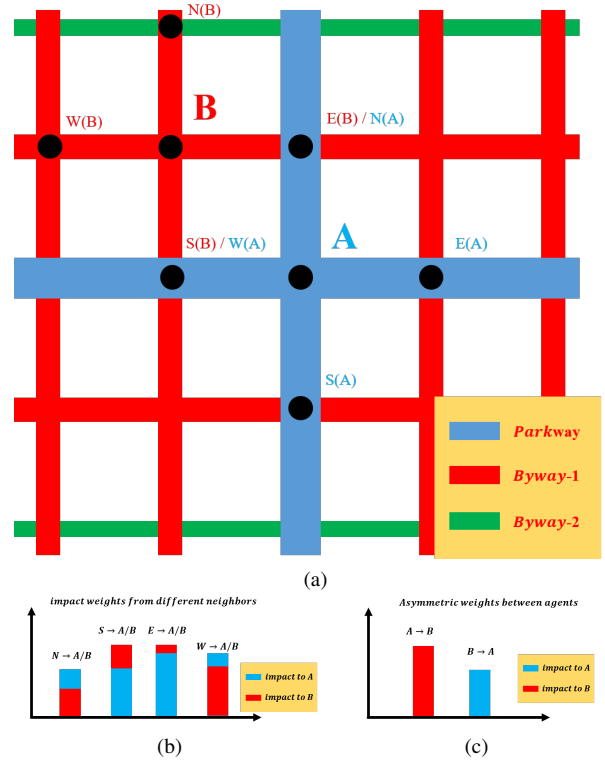 N(B)
B
W(B)
E(B) / N(A)
S(B) / W(A)
A
E(A)
S(A)
Parkway
Byway-1
Byway-2
(a)
impact weights from different neighbors
N → A/B
S → A/B
E → A/B
W → A/B
impact to A
impact to B
(b)
Asymmetric weights between agents
A → B
B → A
impact to A
impact to B
(c)